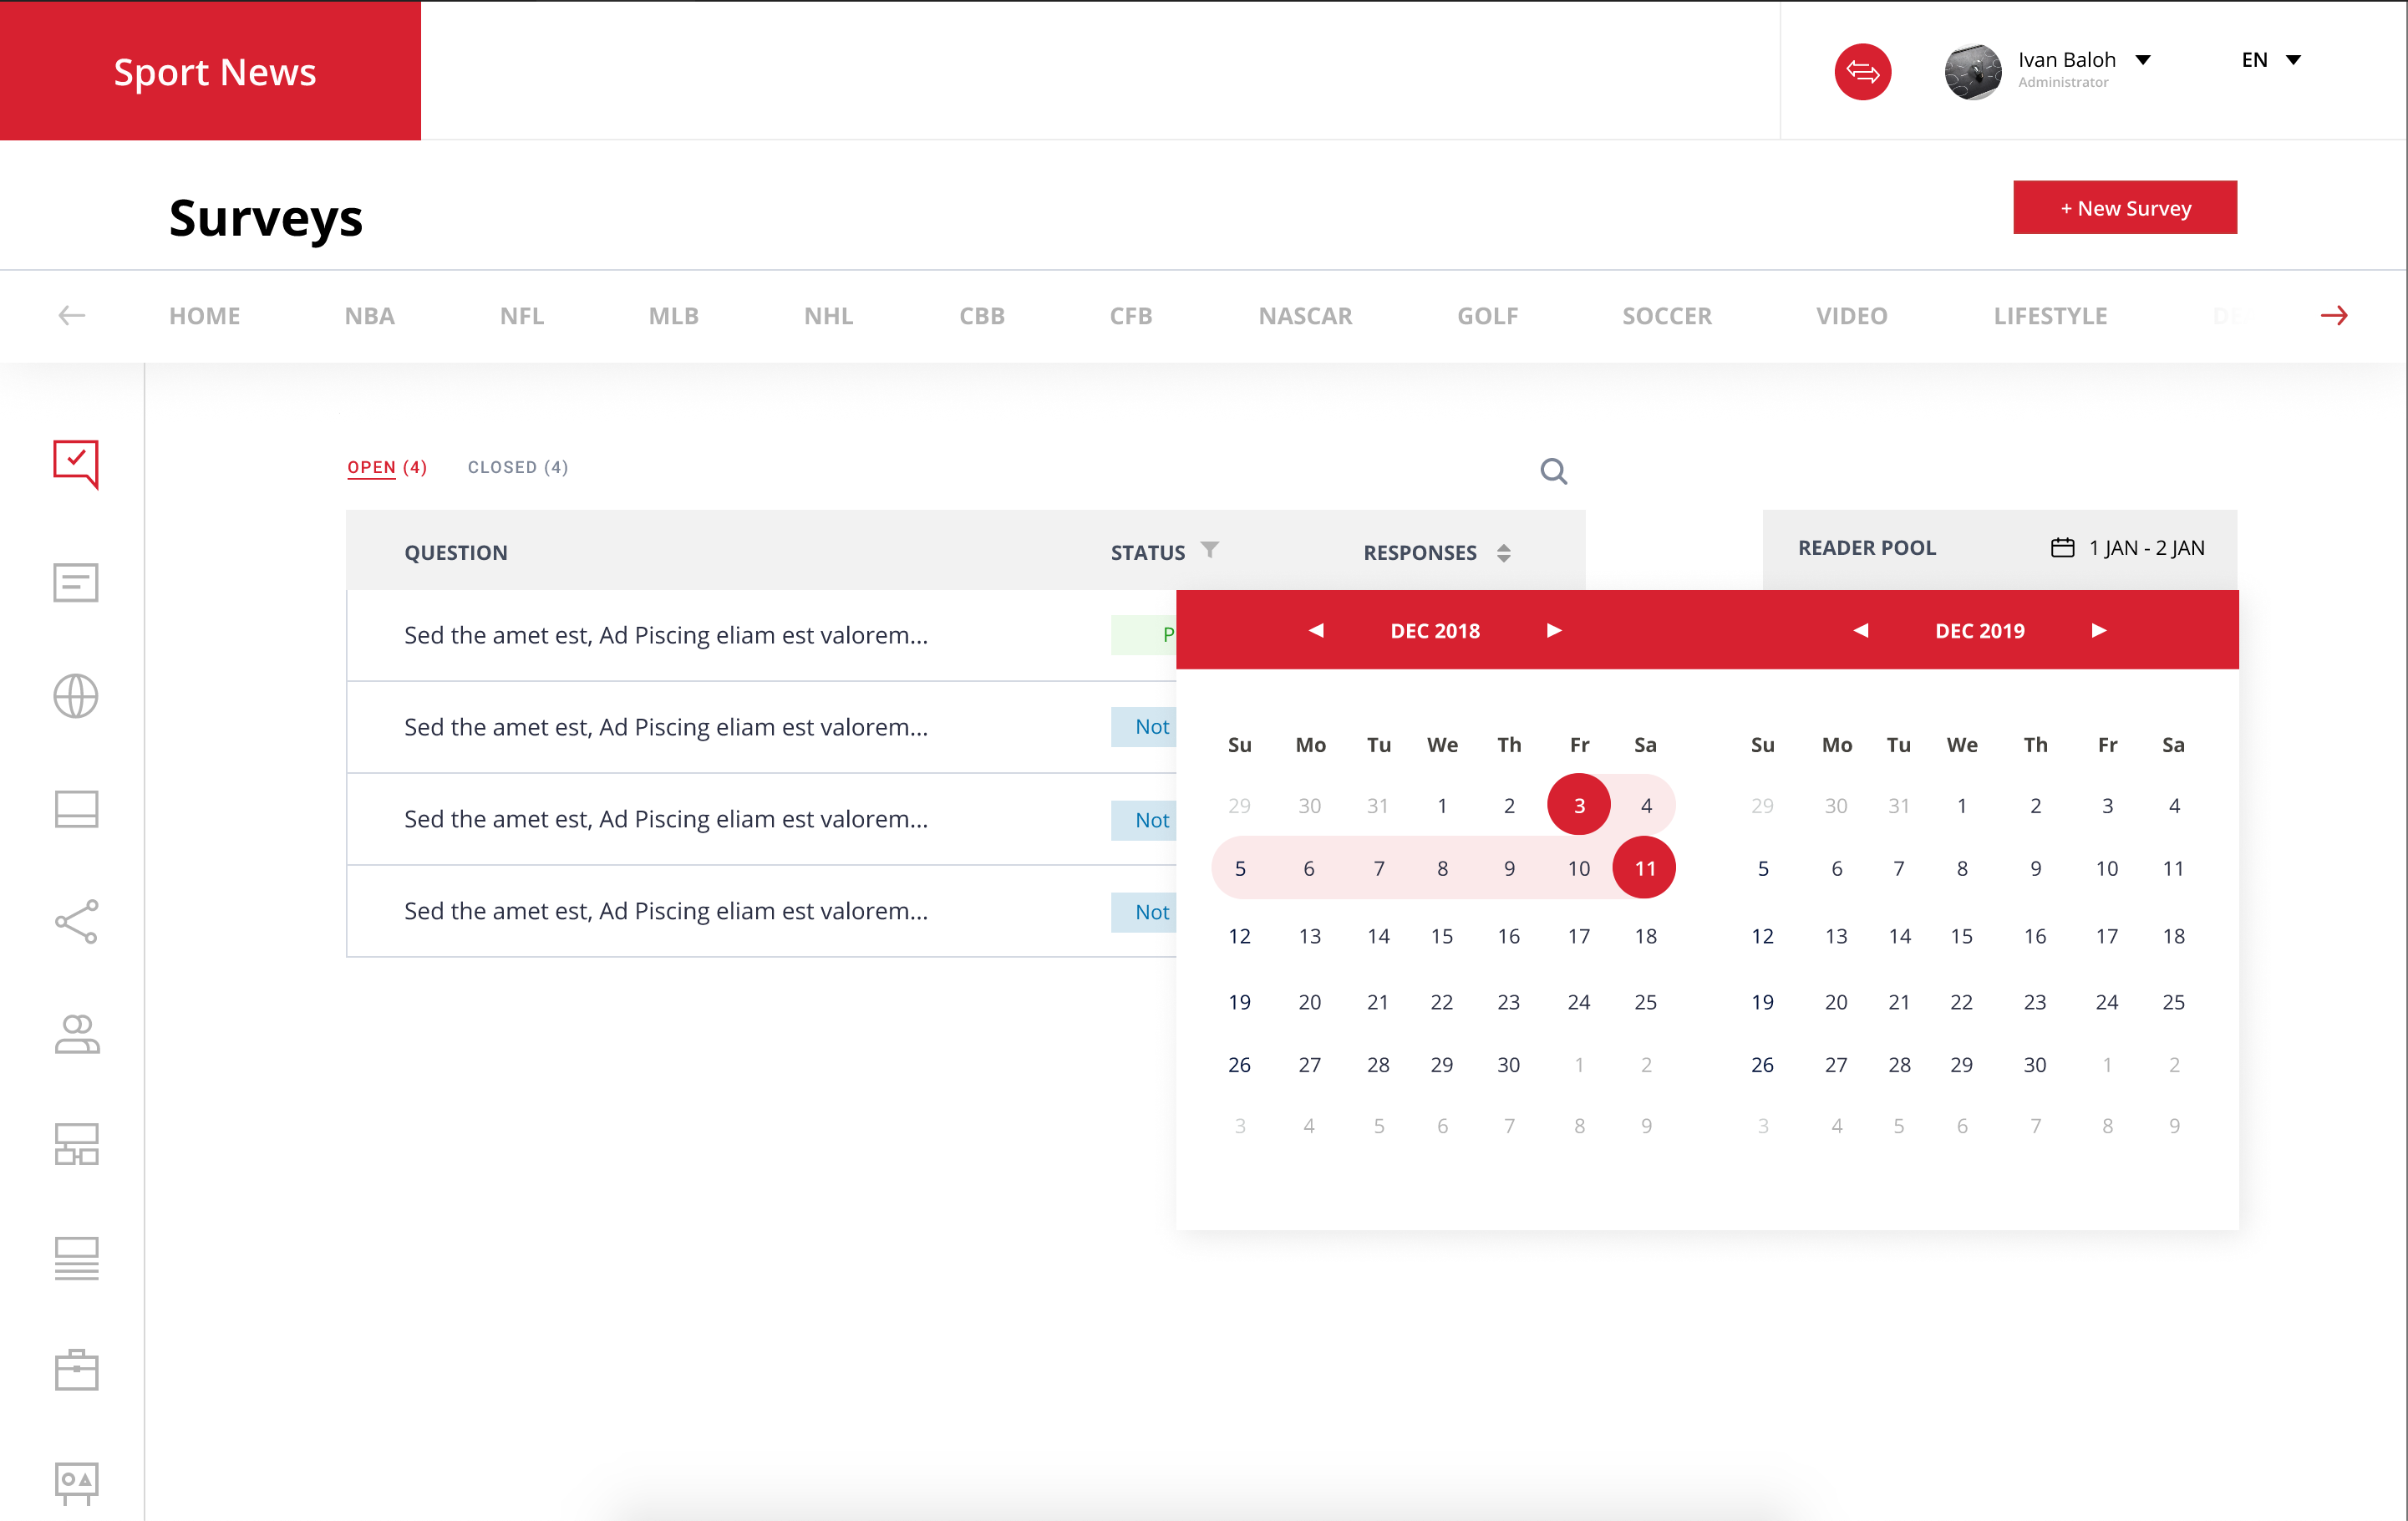 Sport News
Ivan Baloh
Administrator
EN
Surveys
+ New Survey
HOME NBA NFL MLB NHL CBB CFB NASCAR GOLF SOCCER VIDEO LIFESTYLE
OPEN (4) CLOSED (4)
QUESTION STATUS RESPONSES
READER POOL 1 JAN - 2 JAN
Sed the amet est, Ad Piscing eliam est valorem... P
Sed the amet est, Ad Piscing eliam est valorem... Not
Sed the amet est, Ad Piscing eliam est valorem... Not
Sed the amet est, Ad Piscing eliam est valorem... Not
DEC 2018 DEC 2019
Su Mo Tu We Th Fr Sa Su Mo Tu We Th Fr Sa
29 30 31 1 2 3 4 29 30 31 1 2 3 4
5 6 7 8 9 10 11 5 6 7 8 9 10 11
12 13 14 15 16 17 18 12 13 14 15 16 17 18
19 20 21 22 23 24 25 19 20 21 22 23 24 25
26 27 28 29 30 1 2 26 27 28 29 30 1 2
3 4 5 6 7 8 9 3 4 5 6 7 8 9